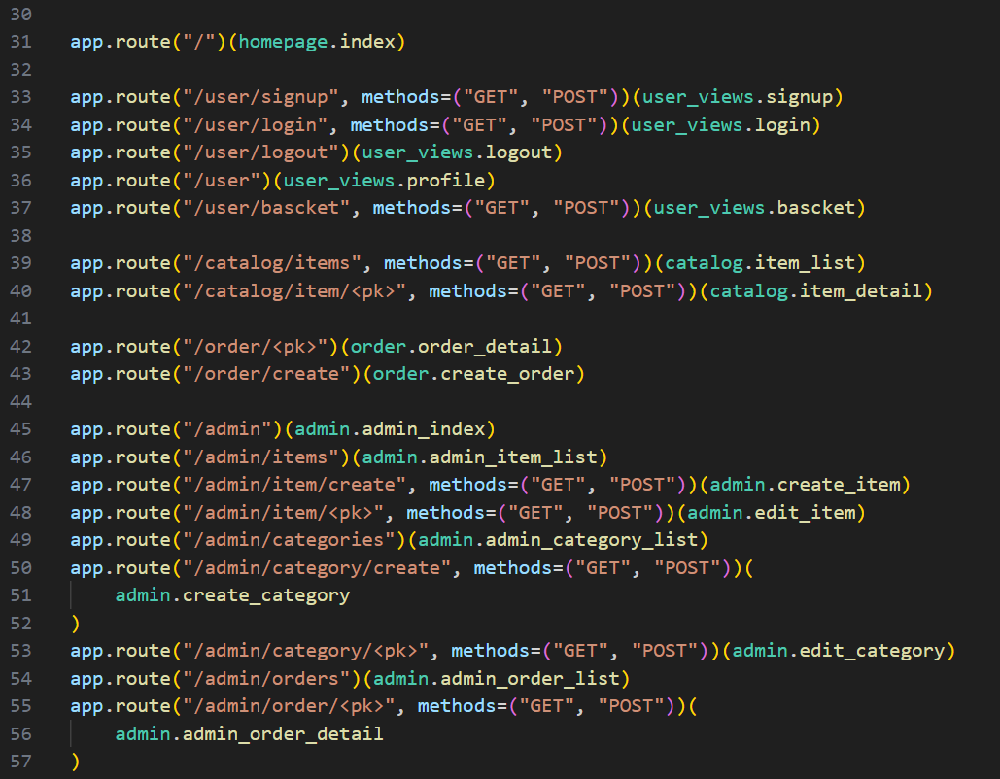 30
31 app.route("/")(homepage.index)
32
33 app.route("/user/signup", methods=("GET", "POST"))(user_views.signup)
34 app.route("/user/login", methods=("GET", "POST"))(user_views.login)
35 app.route("/user/logout")(user_views.logout)
36 app.route("/user")(user_views.profile)
37 app.route("/user/bascket", methods=("GET", "POST"))(user_views.bascket)
38
39 app.route("/catalog/items", methods=("GET", "POST"))(catalog.item_list)
40 app.route("/catalog/item/<pk>", methods=("GET", "POST"))(catalog.item_detail)
41
42 app.route("/order/<pk>")(order.order_detail)
43 app.route("/order/create")(order.create_order)
44
45 app.route("/admin")(admin.admin_index)
46 app.route("/admin/items")(admin.admin_item_list)
47 app.route("/admin/item/create", methods=("GET", "POST"))(admin.create_item)
48 app.route("/admin/item/<pk>", methods=("GET", "POST"))(admin.edit_item)
49 app.route("/admin/categories")(admin.admin_category_list)
50 app.route("/admin/category/create", methods=("GET", "POST"))(
51     admin.create_category
52 )
53 app.route("/admin/category/<pk>", methods=("GET", "POST"))(admin.edit_category)
54 app.route("/admin/orders")(admin.admin_order_list)
55 app.route("/admin/order/<pk>", methods=("GET", "POST"))(
56     admin.admin_order_detail
57 )